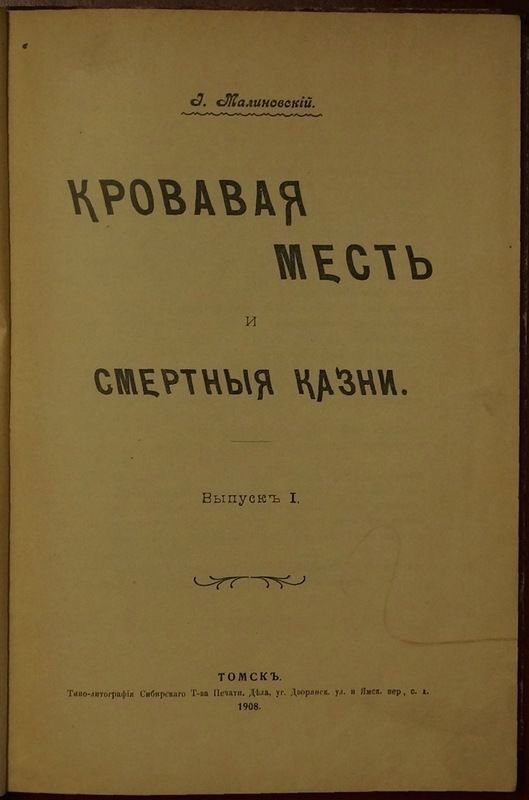 І. Малиновскій.
КРОВАВАЯ
МЕСТЬ
И
СМЕРТНЫЯ КАЗНИ.
Выпускъ I.
ТОМСКЪ.
Типо-литографія Сибирскаго Т-ва Печатн. Дѣла, уг. Дворянск. ул. и Ямск. пер., с. д.
1908.